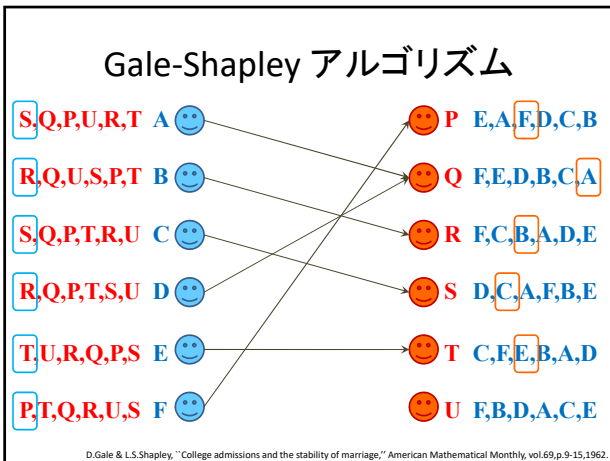 Gale-Shapley アルゴリズム
S,Q,P,U,R,T A P E,A,F,D,C,B
R,Q,U,S,P,T B Q F,E,D,B,C,A
S,Q,P,T,R,U C R F,C,B,A,D,E
R,Q,P,T,S,U D S D,C,A,F,B,E
T,U,R,Q,P,S E T C,F,E,B,A,D
P,T,Q,R,U,S F U F,B,D,A,C,E
D.Gale & L.S.Shapley, ``College admissions and the stability of marriage,'' American Mathematical Monthly, vol.69,p.9-15,1962.